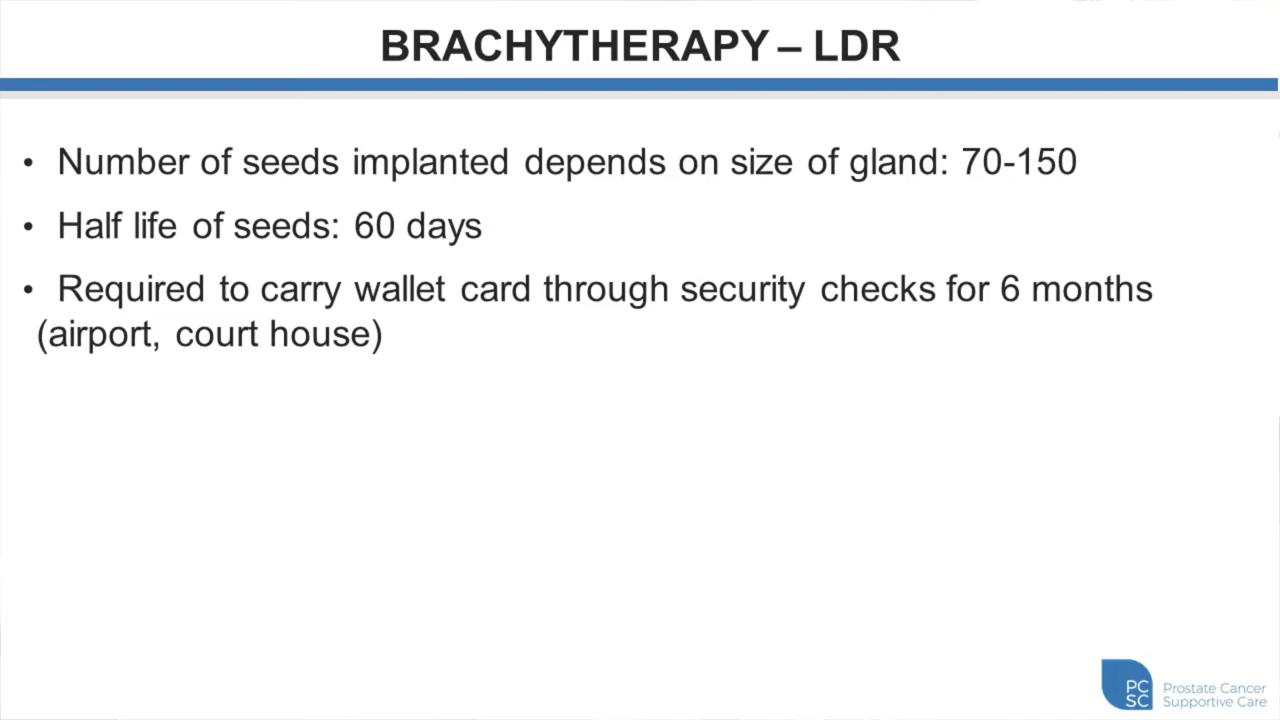 BRACHYTHERAPY – LDR
• Number of seeds implanted depends on size of gland: 70-150
• Half life of seeds: 60 days
• Required to carry wallet card through security checks for 6 months
(airport, court house)
PC
SC
Prostate Cancer
Supportive Care